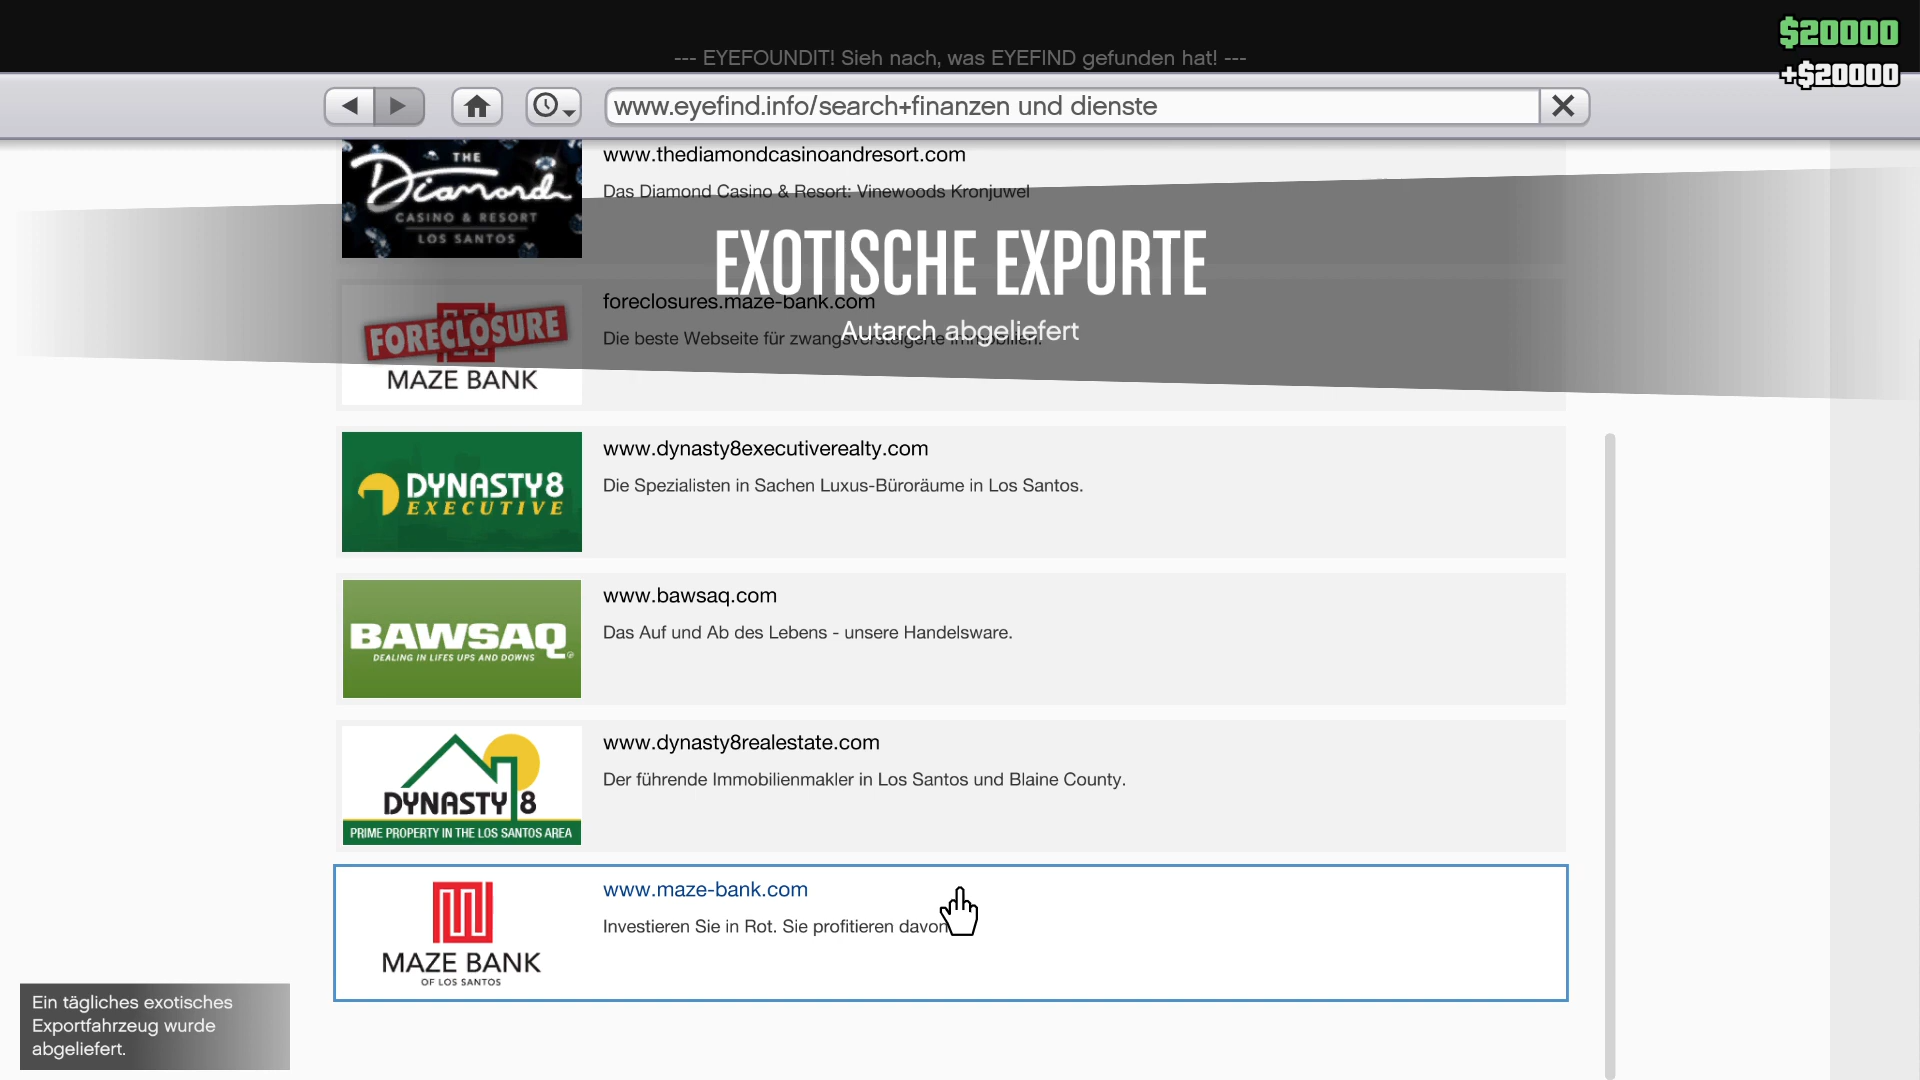 $20000
--- EYEFOUNDIT! Sieh nach, was EYEFIND gefunden hat! ---
+$20000
www.eyefind.info/search+finanzen und dienste
THE
Diamond
CASINO & RESORT
LOS SANTOS
www.thediamondcasinoandresort.com
Das Diamond Casino & Resort: Vinewoods Kronjuwel
EXOTISCHE EXPORTE
Autarch abgeliefert
FORECLOSURE
MAZE BANK
foreclosures.maze-bank.com
Die beste Webseite für zwangsversteigerte Immobilien.
DYNASTY8
EXECUTIVE
www.dynasty8executiverealty.com
Die Spezialisten in Sachen Luxus-Büroräume in Los Santos.
BAWSAQ
DEALING IN LIFES UPS AND DOWNS
www.bawsaq.com
Das Auf und Ab des Lebens - unsere Handelsware.
DYNASTY 8
PRIME PROPERTY IN THE LOS SANTOS AREA
www.dynasty8realestate.com
Der führende Immobilienmakler in Los Santos und Blaine County.
MAZE BANK
OF LOS SANTOS
www.maze-bank.com
Investieren Sie in Rot. Sie profitieren davon
Ein tägliches exotisches
Exportfahrzeug wurde
abgeliefert.